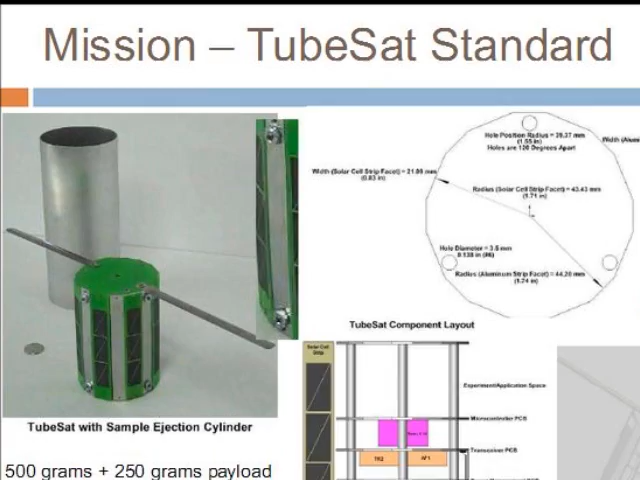 Mission – TubeSat Standard
Hole Position Radius = 39.37 mm
(1.55 in)
Holes are 120 Degrees Apart
Width (Solar Cell Strip Facet) = 21.00 mm
(0.83 in)
Radius (Solar Cell Strip Facet) = 43.43 mm
(1.71 in)
Hole Diameter = 3.5 mm
0.138 in (#6)
Radius (Aluminum Strip Facet) = 44.20 mm
(1.74 in)
TubeSat Component Layout
Solar Cell
Strip
Experiment/Application Space
Microcontroller PCB
Transceiver PCB
TR2
AF1
TubeSat with Sample Ejection Cylinder
500 grams + 250 grams payload